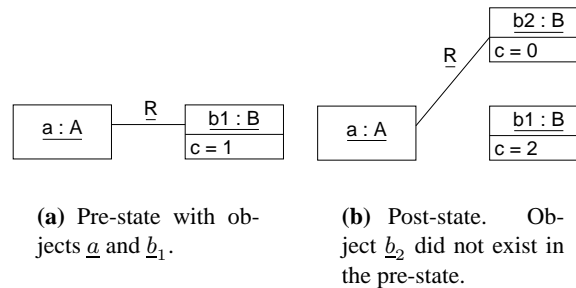 R
a : A
b1 : B
c = 1
b2 : B
c = 0
R
a : A
b1 : B
c = 2
(a) Pre-state with ob-
jects a and b1.
(b) Post-state. Ob-
ject b2 did not exist in
the pre-state.